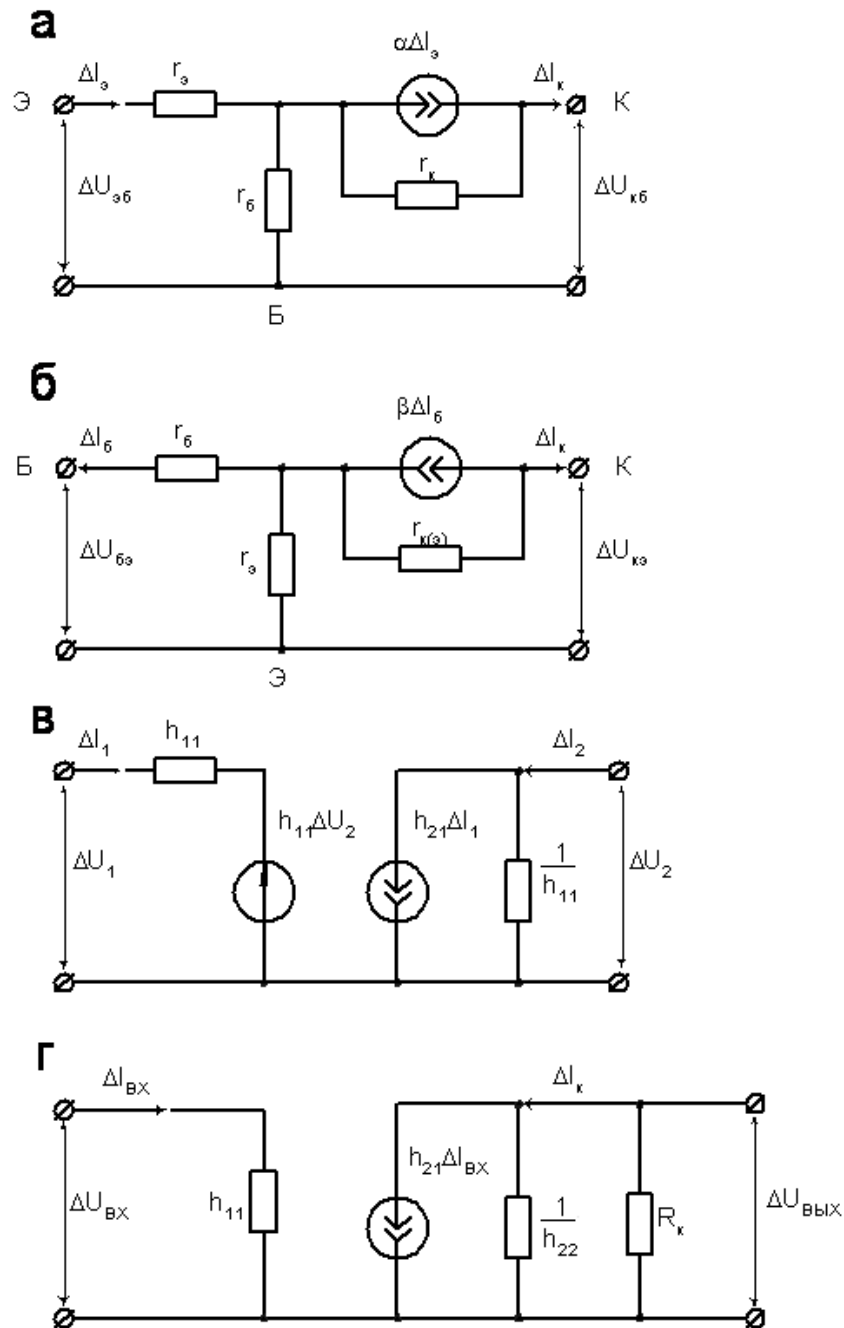 а
αΔIэ
ΔIэ rэ ΔIк
Э К
ΔUэб rб rк ΔUкб
Б
б
βΔIб
ΔIб rб ΔIк
Б К
ΔUбэ rэ rк(э) ΔUкэ
Э
в
ΔI1 h11 ΔI2
h11ΔU2 h21ΔI1
ΔU1 1/h11 ΔU2
г
ΔIВХ ΔIк
h21ΔIВХ
ΔUВХ h11 1/h22 Rк ΔUВЫХ